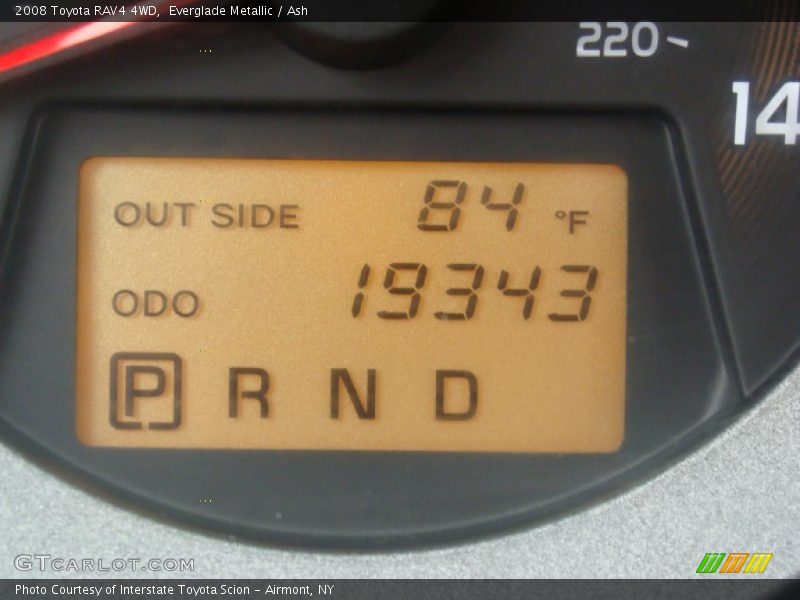 2008 Toyota RAV4 4WD, Everglade Metallic / Ash
220
14
OUT SIDE 84 °F
ODO 19343
P R N D
GTCARLOT.COM
Photo Courtesy of Interstate Toyota Scion - Airmont, NY